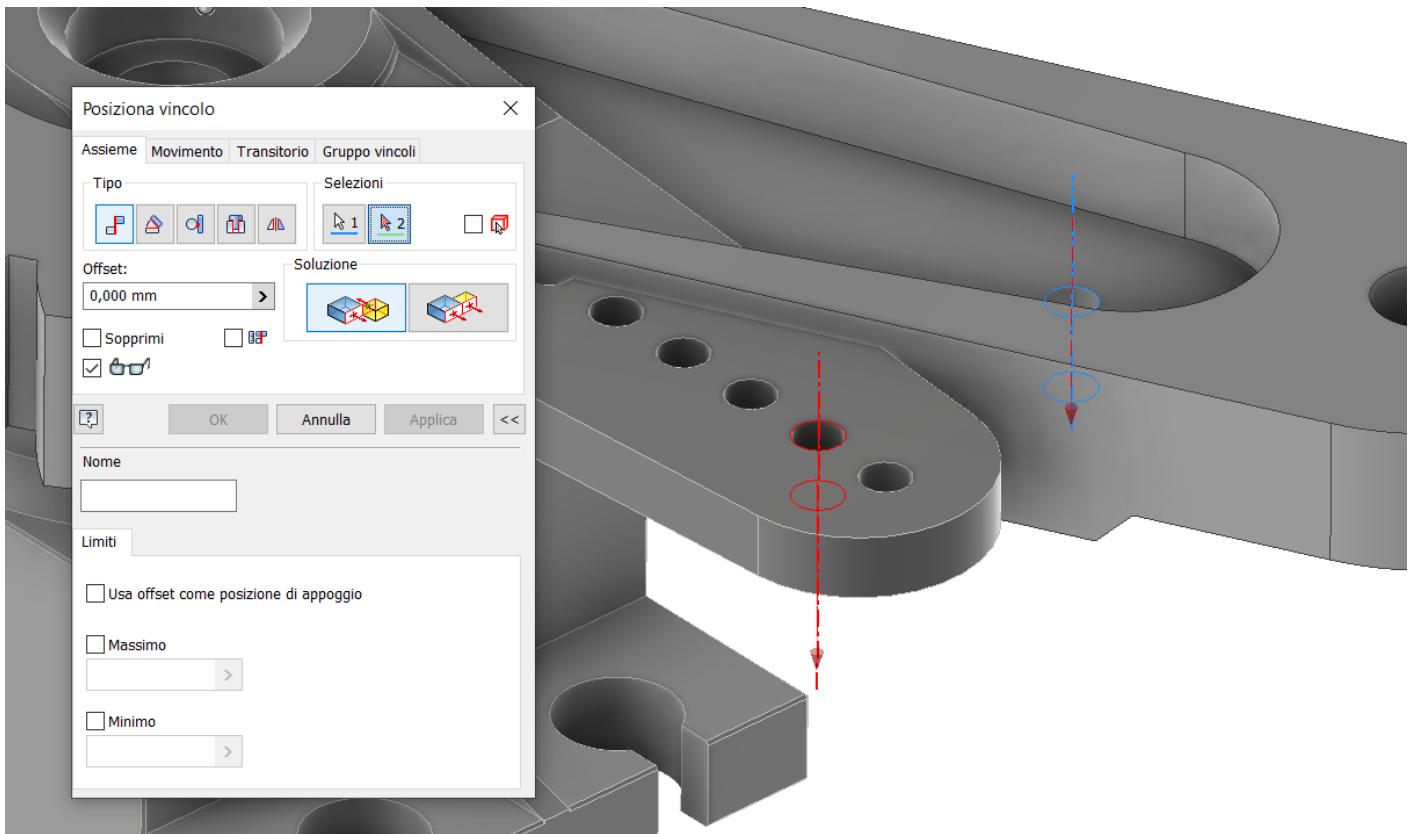 Posiziona vincolo
Assieme Movimento Transitorio Gruppo vincoli
Tipo Selezioni
1 2
Offset: Soluzione
0,000 mm
Sopprimi
OK Annulla Applica <<
Nome
Limiti
Usa offset come posizione di appoggio
Massimo
Minimo